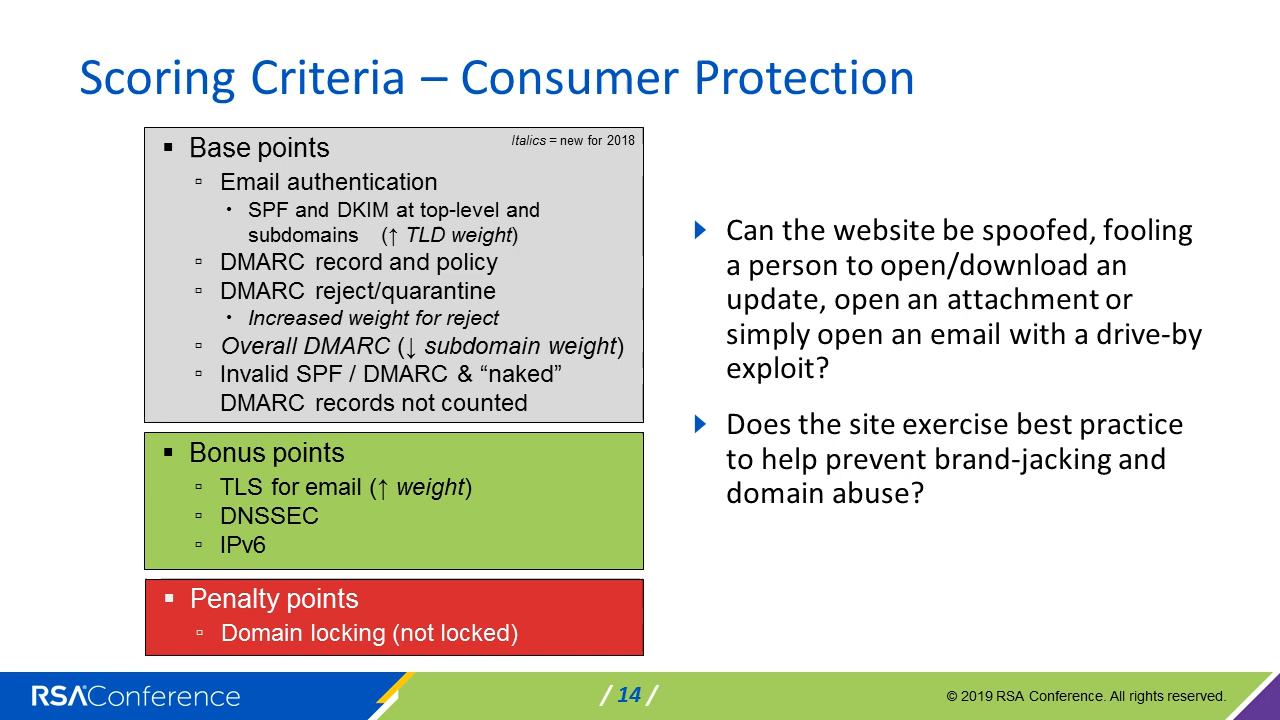 Scoring Criteria – Consumer Protection
▪ Base points
Italics = new for 2018
▫ Email authentication
• SPF and DKIM at top-level and
subdomains (↑ TLD weight)
▫ DMARC record and policy
▫ DMARC reject/quarantine
• Increased weight for reject
▫ Overall DMARC (↓ subdomain weight)
▫ Invalid SPF / DMARC & “naked”
DMARC records not counted
▪ Bonus points
▫ TLS for email (↑ weight)
▫ DNSSEC
▫ IPv6
▪ Penalty points
▫ Domain locking (not locked)
Can the website be spoofed, fooling
a person to open/download an
update, open an attachment or
simply open an email with a drive-by
exploit?
Does the site exercise best practice
to help prevent brand-jacking and
domain abuse?
RSA Conference
/ 14 /
© 2019 RSA Conference. All rights reserved.